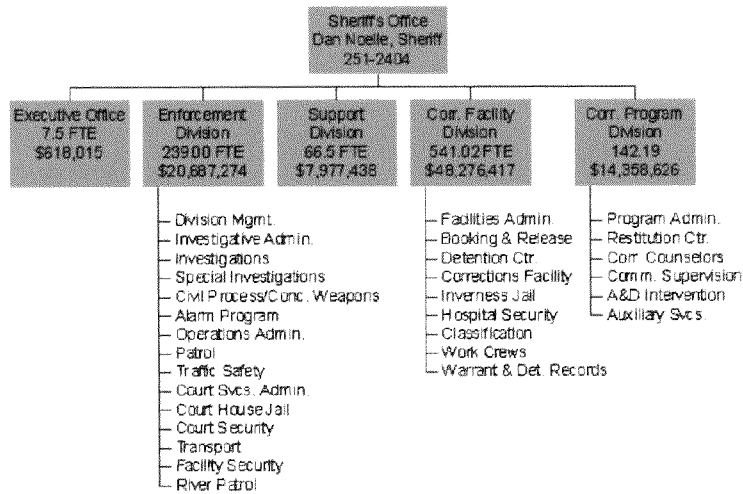 Sheriff's Office
Dan Noelle, Sheriff
251-2404
Executive Office
7.5 FTE
$618,015
Enforcement
Division
239.00 FTE
$20,687,274
Support
Division
66.5 FTE
$7,977,438
Corr. Facility
Division
541.02 FTE
$48,276,417
Corr. Program
Division
142.19
$14,358,626
Division Mgmt.
Investigative Admin.
Investigations
Special Investigations
Civil Process/Conc. Weapons
Alarm Program
Operations Admin.
Patrol
Traffic Safety
Court Svcs. Admin.
Court House Jail
Court Security
Transport
Facility Security
River Patrol
Facilities Admin.
Booking & Release
Detention Ctr.
Corrections Facility
Inverness Jail
Hospital Security
Classification
Work Crews
Warrant & Det. Records
Program Admin.
Restitution Ctr.
Corr. Counselors
Comm. Supervision
A&D Intervention
Auxiliary Svcs.